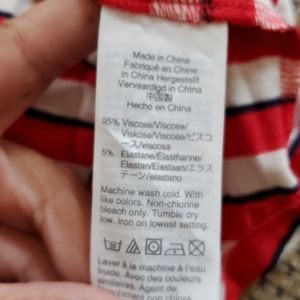 Made in China
Fabriqué en Chine
In China Hergestellt
Vervaardigd in China
中国製
Hecho en China
95% Viscose/Viscose/
Viskose/Viscose/ビスコ
ース/viscosa
5% Elastane/Élasthanne/
Elastan/Elastaan/エラス
テーン/elastano
Machine wash cold. With
like colors. Non-chlorine
bleach only. Tumble dry
low. Iron on lowest setting.
Laver à la machine à l'eau
froide. Avec des couleurs
similaires. Agent de
blanchiment non chloré